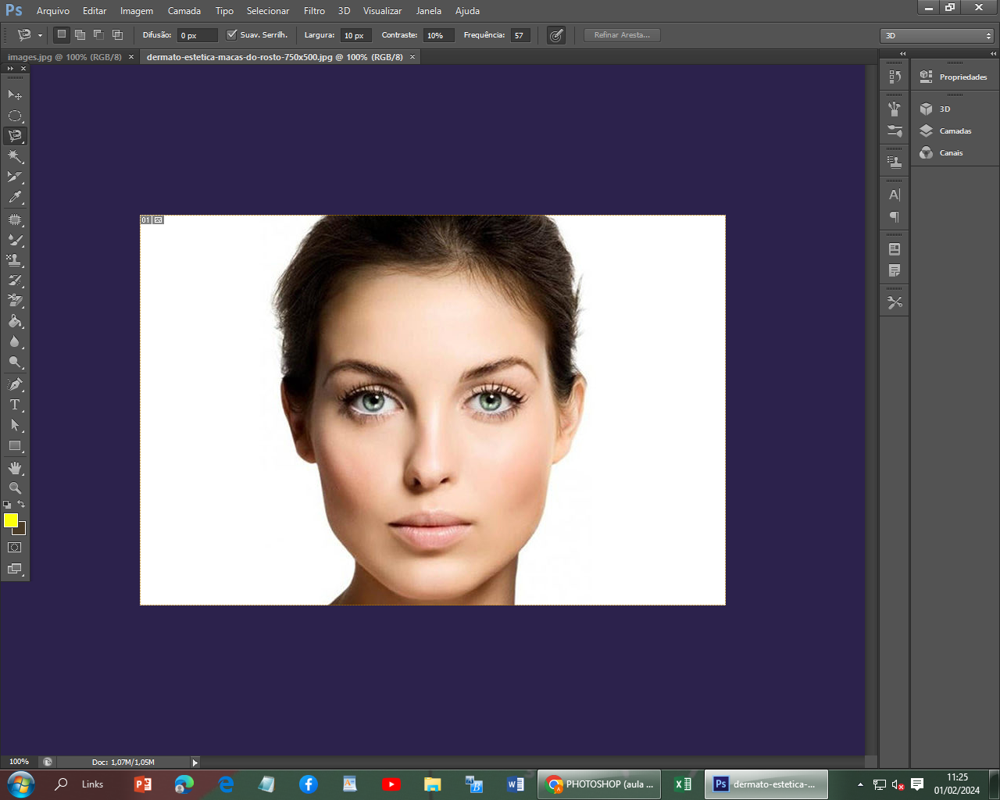 Ps Arquivo Editar Imagem Camada Tipo Selecionar Filtro 3D Visualizar Janela Ajuda
Difusão: 0 px Suav. Serrilh. Largura: 10 px Contraste: 10% Frequência: 57 Refinar Aresta... 3D
images.jpg @ 100% (RGB/8) × dermato-estetica-macas-do-rosto-750x500.jpg @ 100% (RGB/8) ×
Propriedades
3D
Camadas
Canais
01
100% Doc: 1,07M/1,05M
Links PHOTOSHOP (aula ... Ps dermato-estetica-... 11:25
01/02/2024